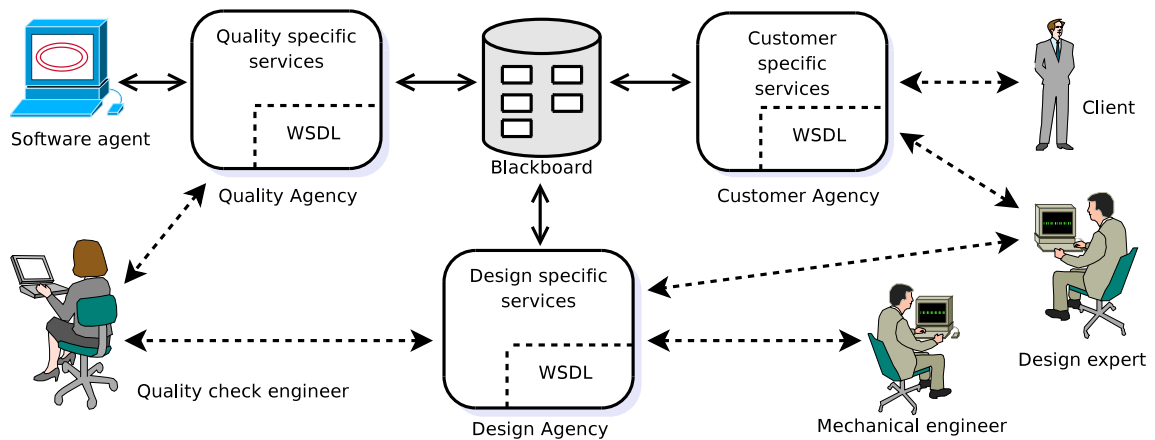 Quality specific
services
WSDL
Quality Agency
Software agent
Blackboard
Customer
specific
services
WSDL
Customer Agency
Client
Design specific
services
WSDL
Design Agency
Quality check engineer
Mechanical engineer
Design expert